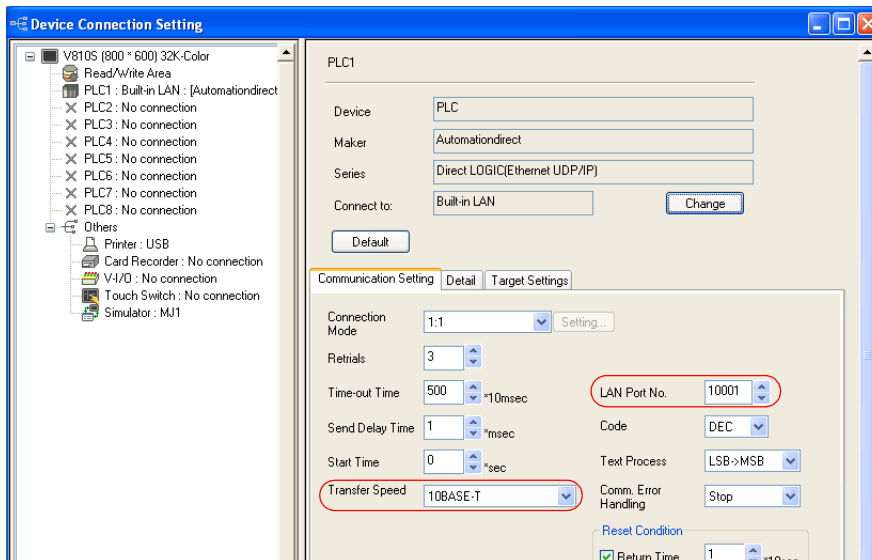 Device Connection Setting
V810S (800 * 600) 32K-Color
Read/Write Area
PLC1 : Built-in LAN : [Automationdirect
PLC2 : No connection
PLC3 : No connection
PLC4 : No connection
PLC5 : No connection
PLC6 : No connection
PLC7 : No connection
PLC8 : No connection
Others
Printer : USB
Card Recorder : No connection
V-I/O : No connection
Touch Switch : No connection
Simulator : MJ1
PLC1
Device PLC
Maker Automationdirect
Series Direct LOGIC(Ethernet UDP/IP)
Connect to: Built-in LAN Change
Default
Communication Setting Detail Target Settings
Connection Mode 1:1 Setting...
Retrials 3
Time-out Time 500 *10msec
LAN Port No. 10001
Send Delay Time 1 *msec
Code DEC
Start Time 0 *sec
Text Process LSB->MSB
Transfer Speed 10BASE-T
Comm. Error Handling Stop
Reset Condition
Return Time 1 *10sec